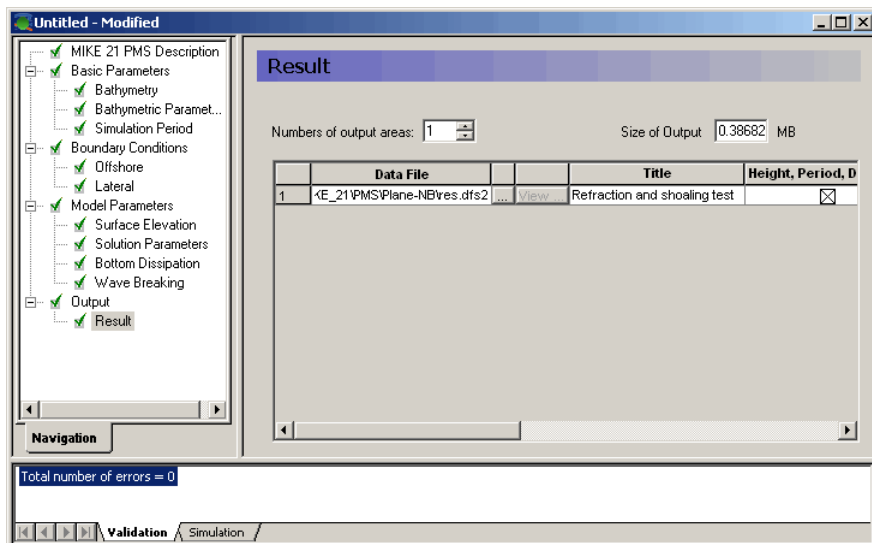 Untitled - Modified
MIKE 21 PMS Description
Basic Parameters
Bathymetry
Bathymetric Paramet...
Simulation Period
Boundary Conditions
Offshore
Lateral
Model Parameters
Surface Elevation
Solution Parameters
Bottom Dissipation
Wave Breaking
Output
Result
Navigation
Result
Numbers of output areas: 1
Size of Output 0.38682 MB
Data File Title Height, Period, D
1 KE_21\PMS\Plane-NB\res.dfs2 ... View ... Refraction and shoaling test
Total number of errors = 0
Validation Simulation